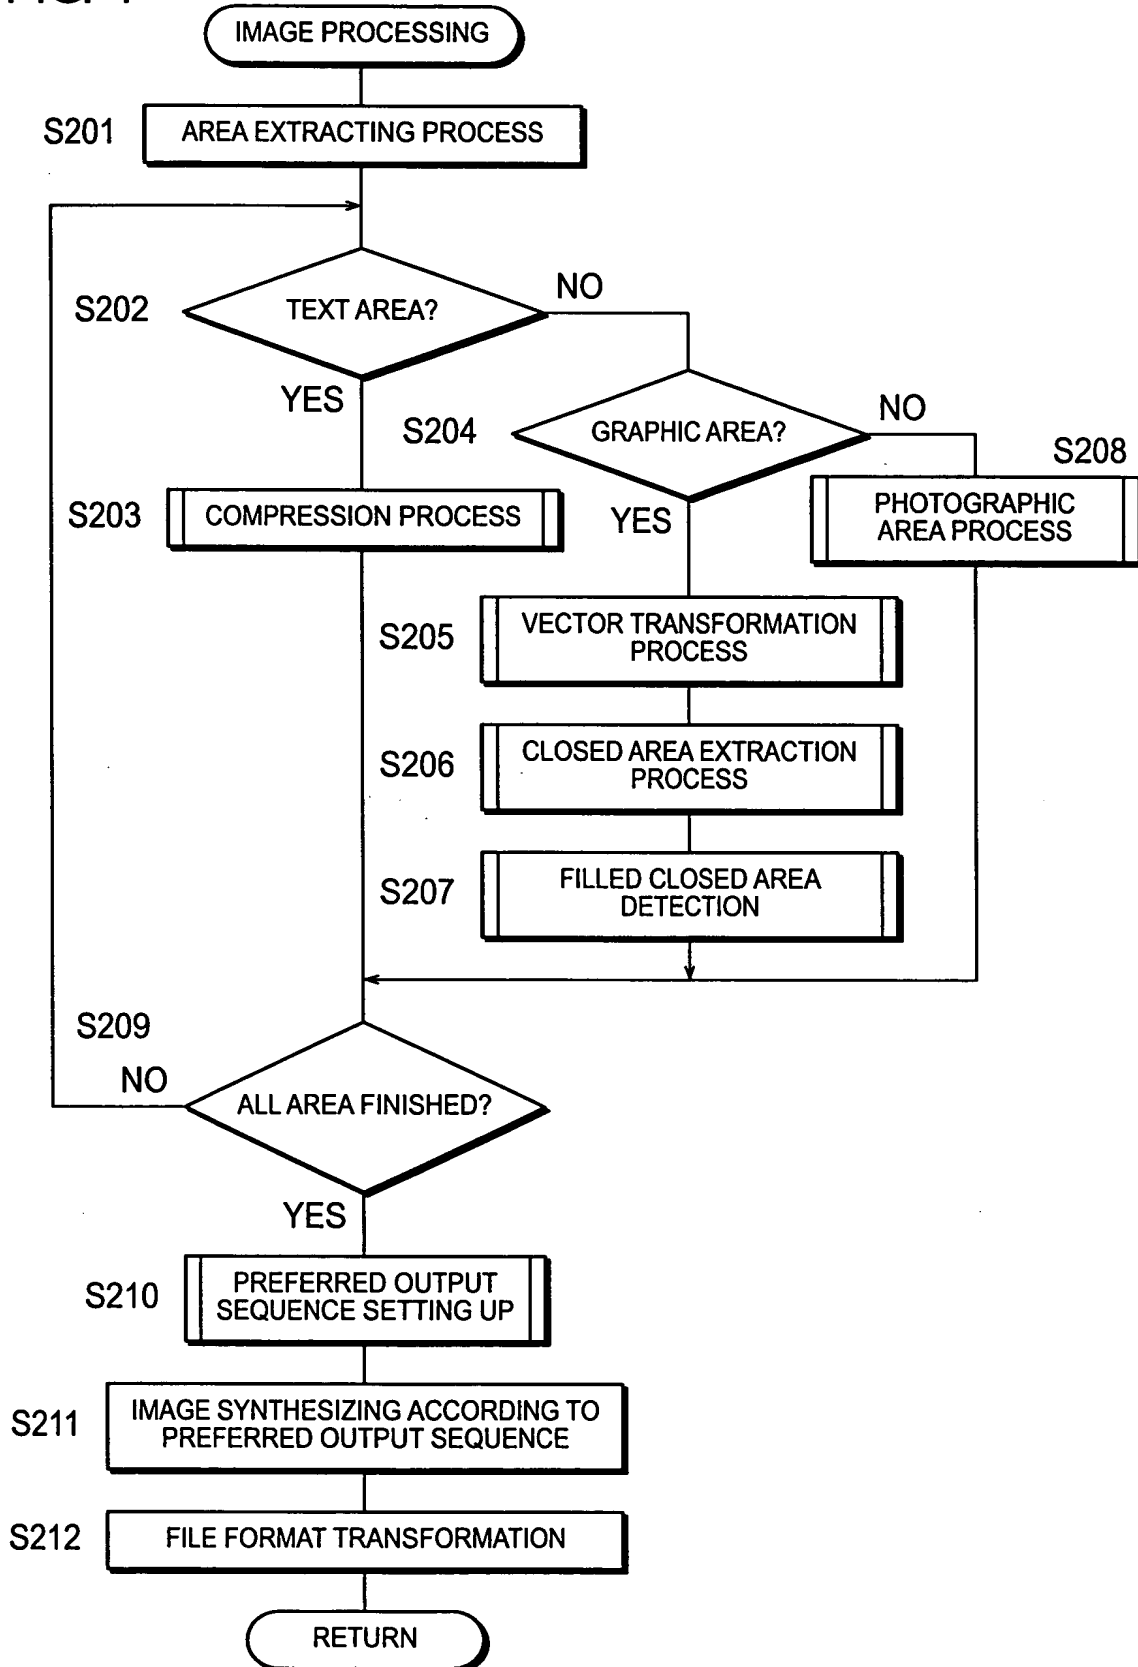 IMAGE PROCESSING
S201
AREA EXTRACTING PROCESS
S202
TEXT AREA?
NO
YES
S204
GRAPHIC AREA?
NO
S208
PHOTOGRAPHIC
AREA PROCESS
S203
COMPRESSION PROCESS
YES
S205
VECTOR TRANSFORMATION
PROCESS
S206
CLOSED AREA EXTRACTION
PROCESS
S207
FILLED CLOSED AREA
DETECTION
S209
NO
ALL AREA FINISHED?
YES
S210
PREFERRED OUTPUT
SEQUENCE SETTING UP
S211
IMAGE SYNTHESIZING ACCORDING TO
PREFERRED OUTPUT SEQUENCE
S212
FILE FORMAT TRANSFORMATION
RETURN